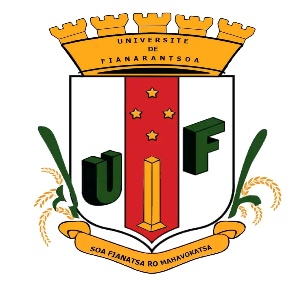 UNIVERSITE
DE
FIANARANTSOA
U I F
SOA FIANATSA RO MAHAVOKATSA